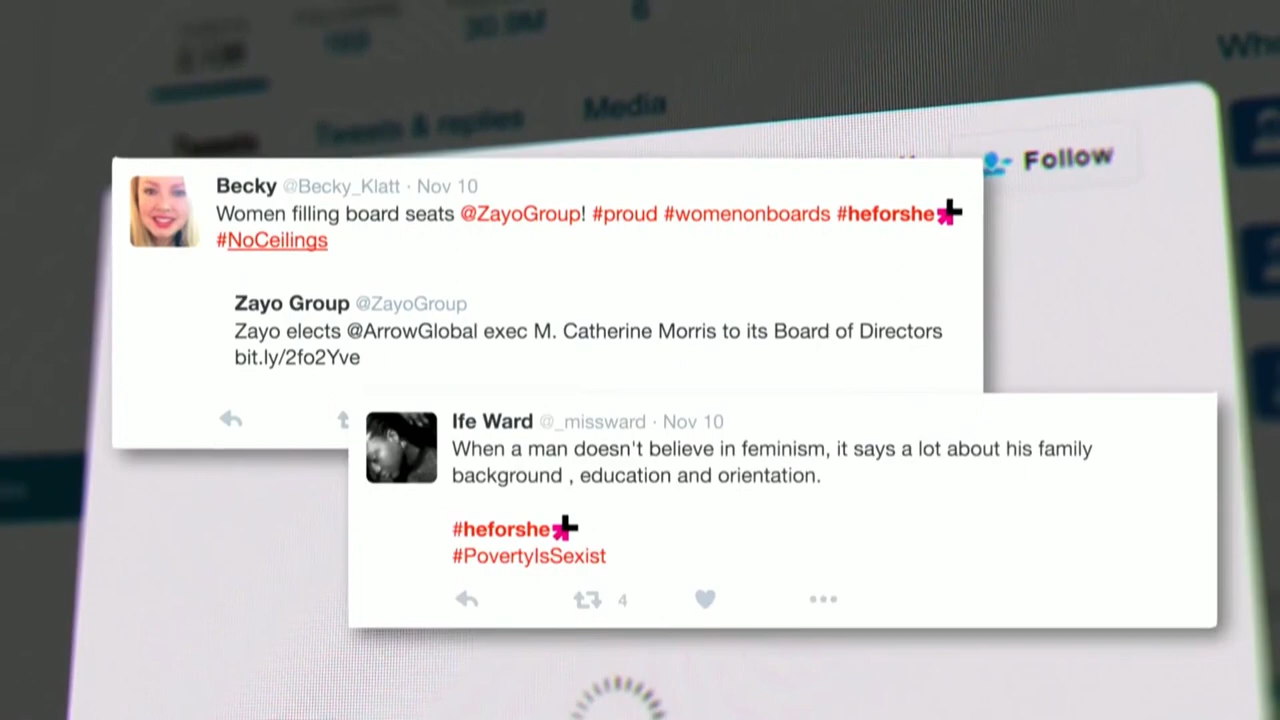 Tweets & replies
Media
Follow
Becky @Becky_Klatt · Nov 10
Women filling board seats @ZayoGroup! #proud #womenonboards #heforshe
#NoCeilings
Zayo Group @ZayoGroup
Zayo elects @ArrowGlobal exec M. Catherine Morris to its Board of Directors
bit.ly/2fo2Yve
Ife Ward @_missward · Nov 10
When a man doesn't believe in feminism, it says a lot about his family
background , education and orientation.
#heforshe
#PovertyIsSexist
4